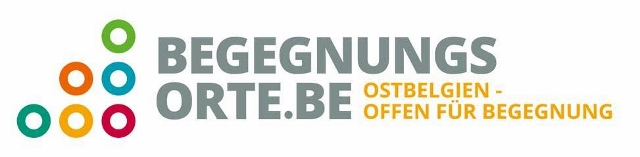 BEGEGNUNGS
ORTE.BE
OSTBELGIEN -
OFFEN FÜR BEGEGNUNG